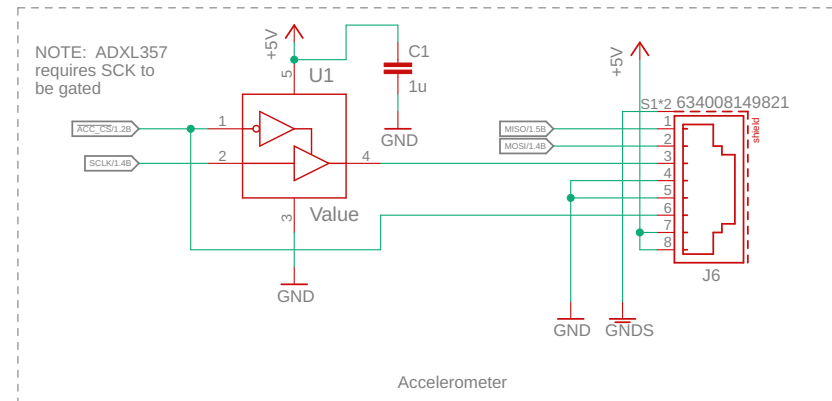 NOTE: ADXL357
requires SCK to
be gated
+5V
5
U1
C1
1u
GND
ACC_CS/1.2B
1
SCLK/1.4B
2
4
3
Value
GND
+5V
S1*2
634008149821
shield
MISO/1.5B
1
MOSI/1.4B
2
3
4
5
6
7
8
J6
GND
GNDS
Accelerometer